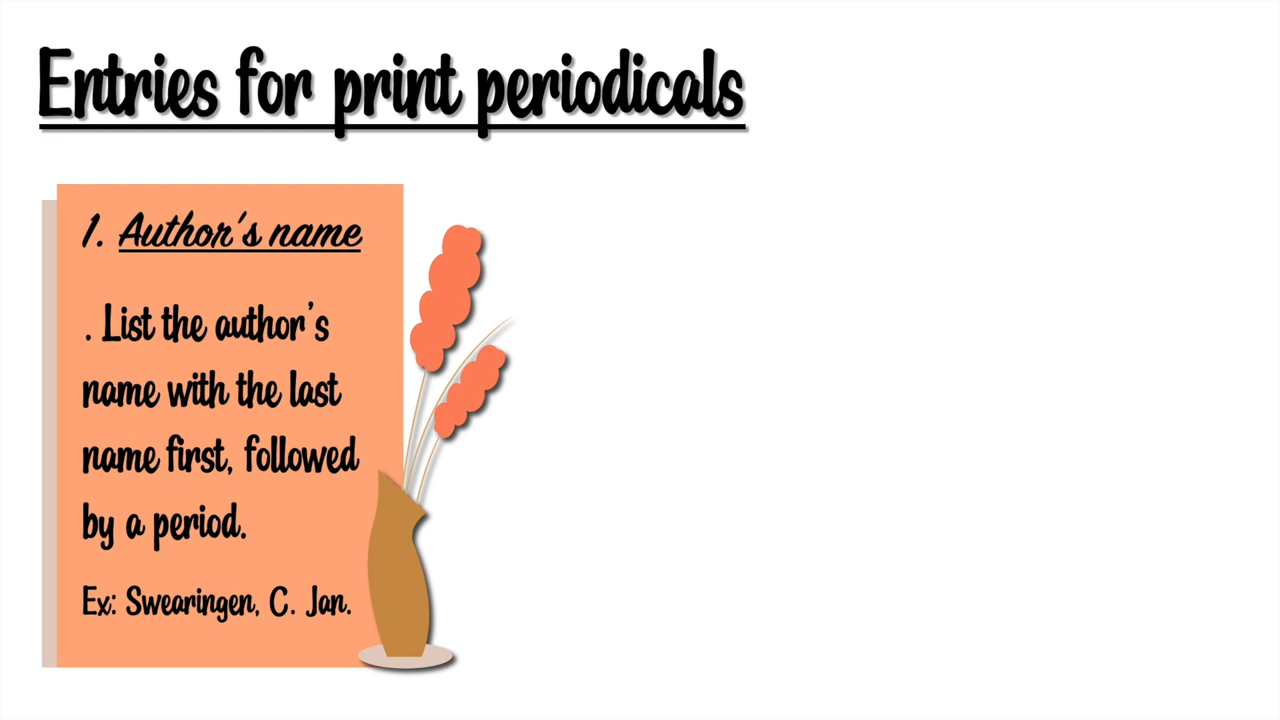 Entries for print periodicals
1. Author's name
. List the author's
name with the last
name first, followed
by a period.
Ex: Swearingen, C. Jan.